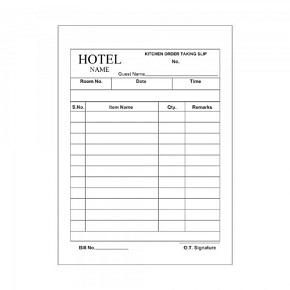 HOTEL NAME
KITCHEN ORDER TAKING SLIP
No.
Guest Name
Room No. Date Time
S.No. Item Name Qty. Remarks
Bill No. O.T. Signature